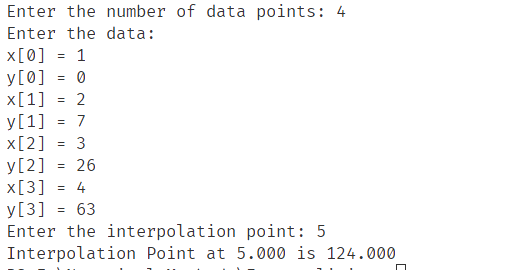 Enter the number of data points: 4
Enter the data:
x[0] = 1
y[0] = 0
x[1] = 2
y[1] = 7
x[2] = 3
y[2] = 26
x[3] = 4
y[3] = 63
Enter the interpolation point: 5
Interpolation Point at 5.000 is 124.000